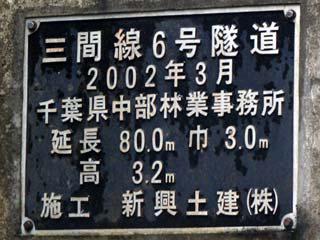 三間線6号隧道
2002年3月
千葉県中部林業事務所
延長 80.0m 巾 3.0m
高 3.2m
施工 新興土建(株)